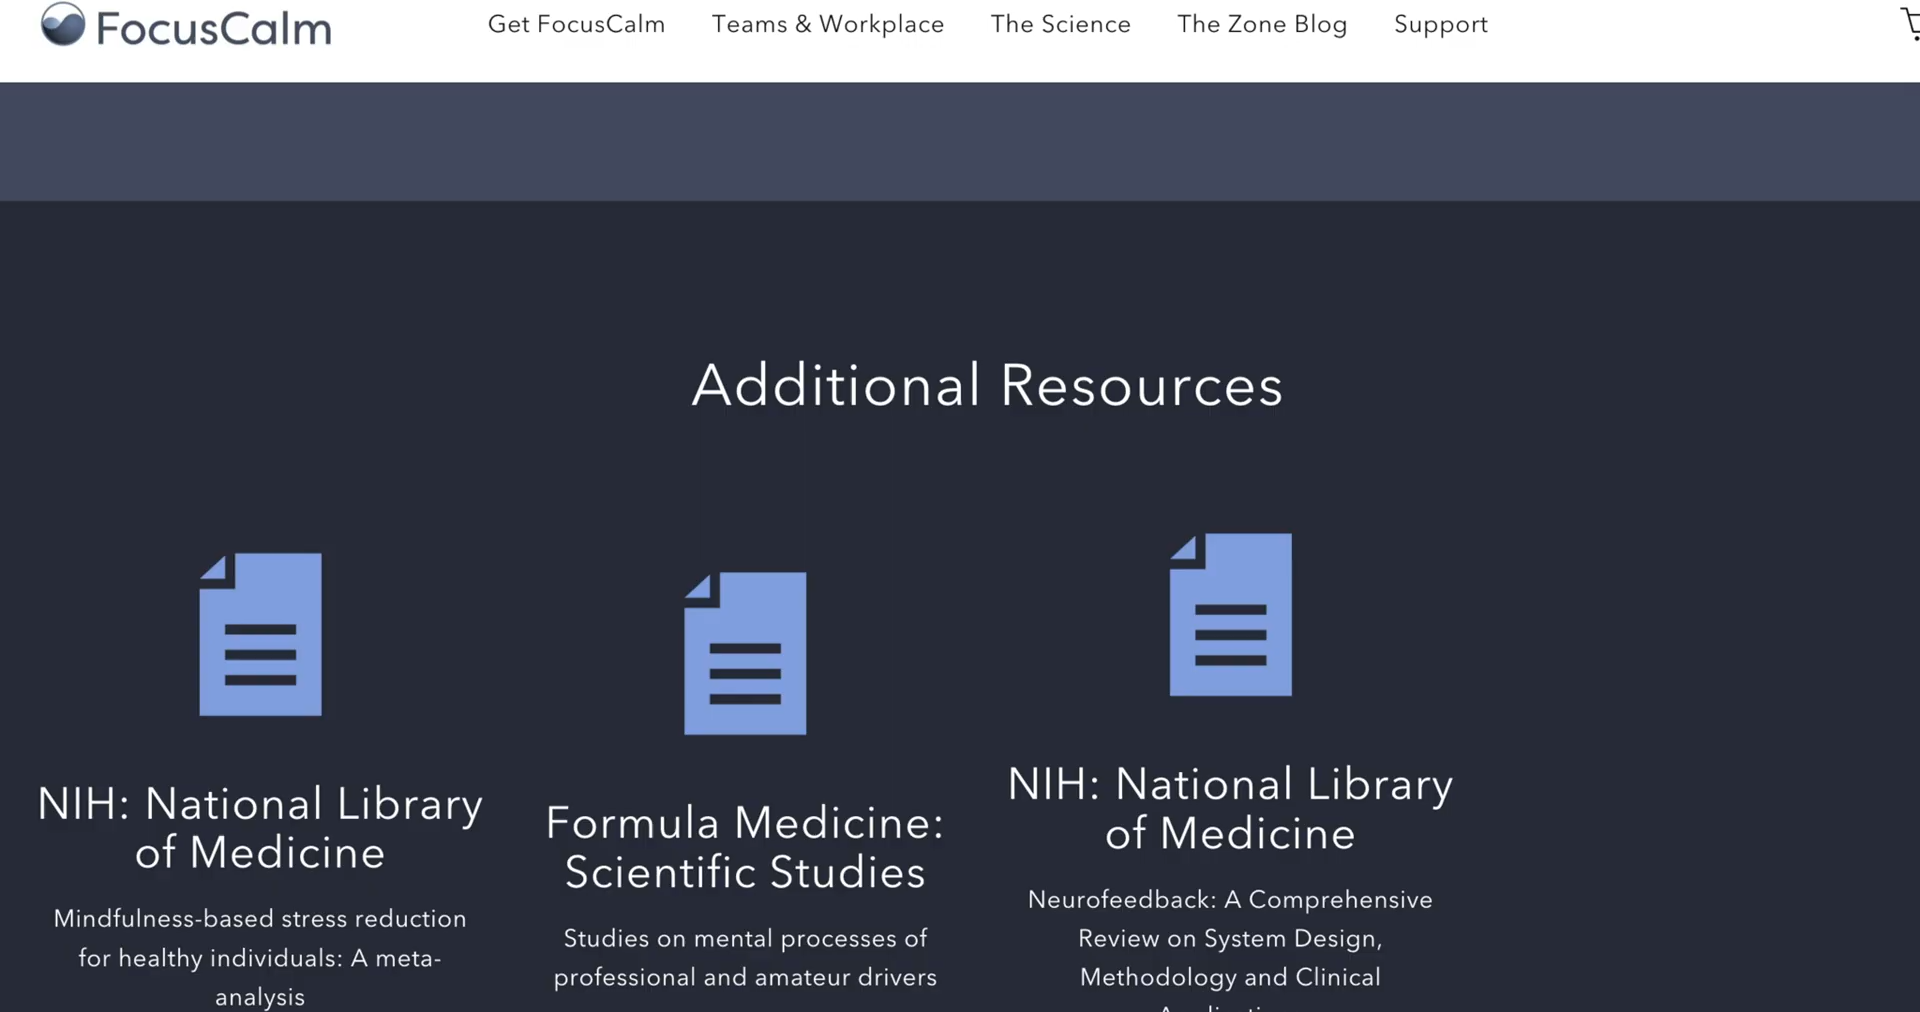 FocusCalm
Get FocusCalm
Teams & Workplace
The Science
The Zone Blog
Support
Additional Resources
NIH: National Library
of Medicine
Mindfulness-based stress reduction
for healthy individuals: A meta-
analysis
Formula Medicine:
Scientific Studies
Studies on mental processes of
professional and amateur drivers
NIH: National Library
of Medicine
Neurofeedback: A Comprehensive
Review on System Design,
Methodology and Clinical